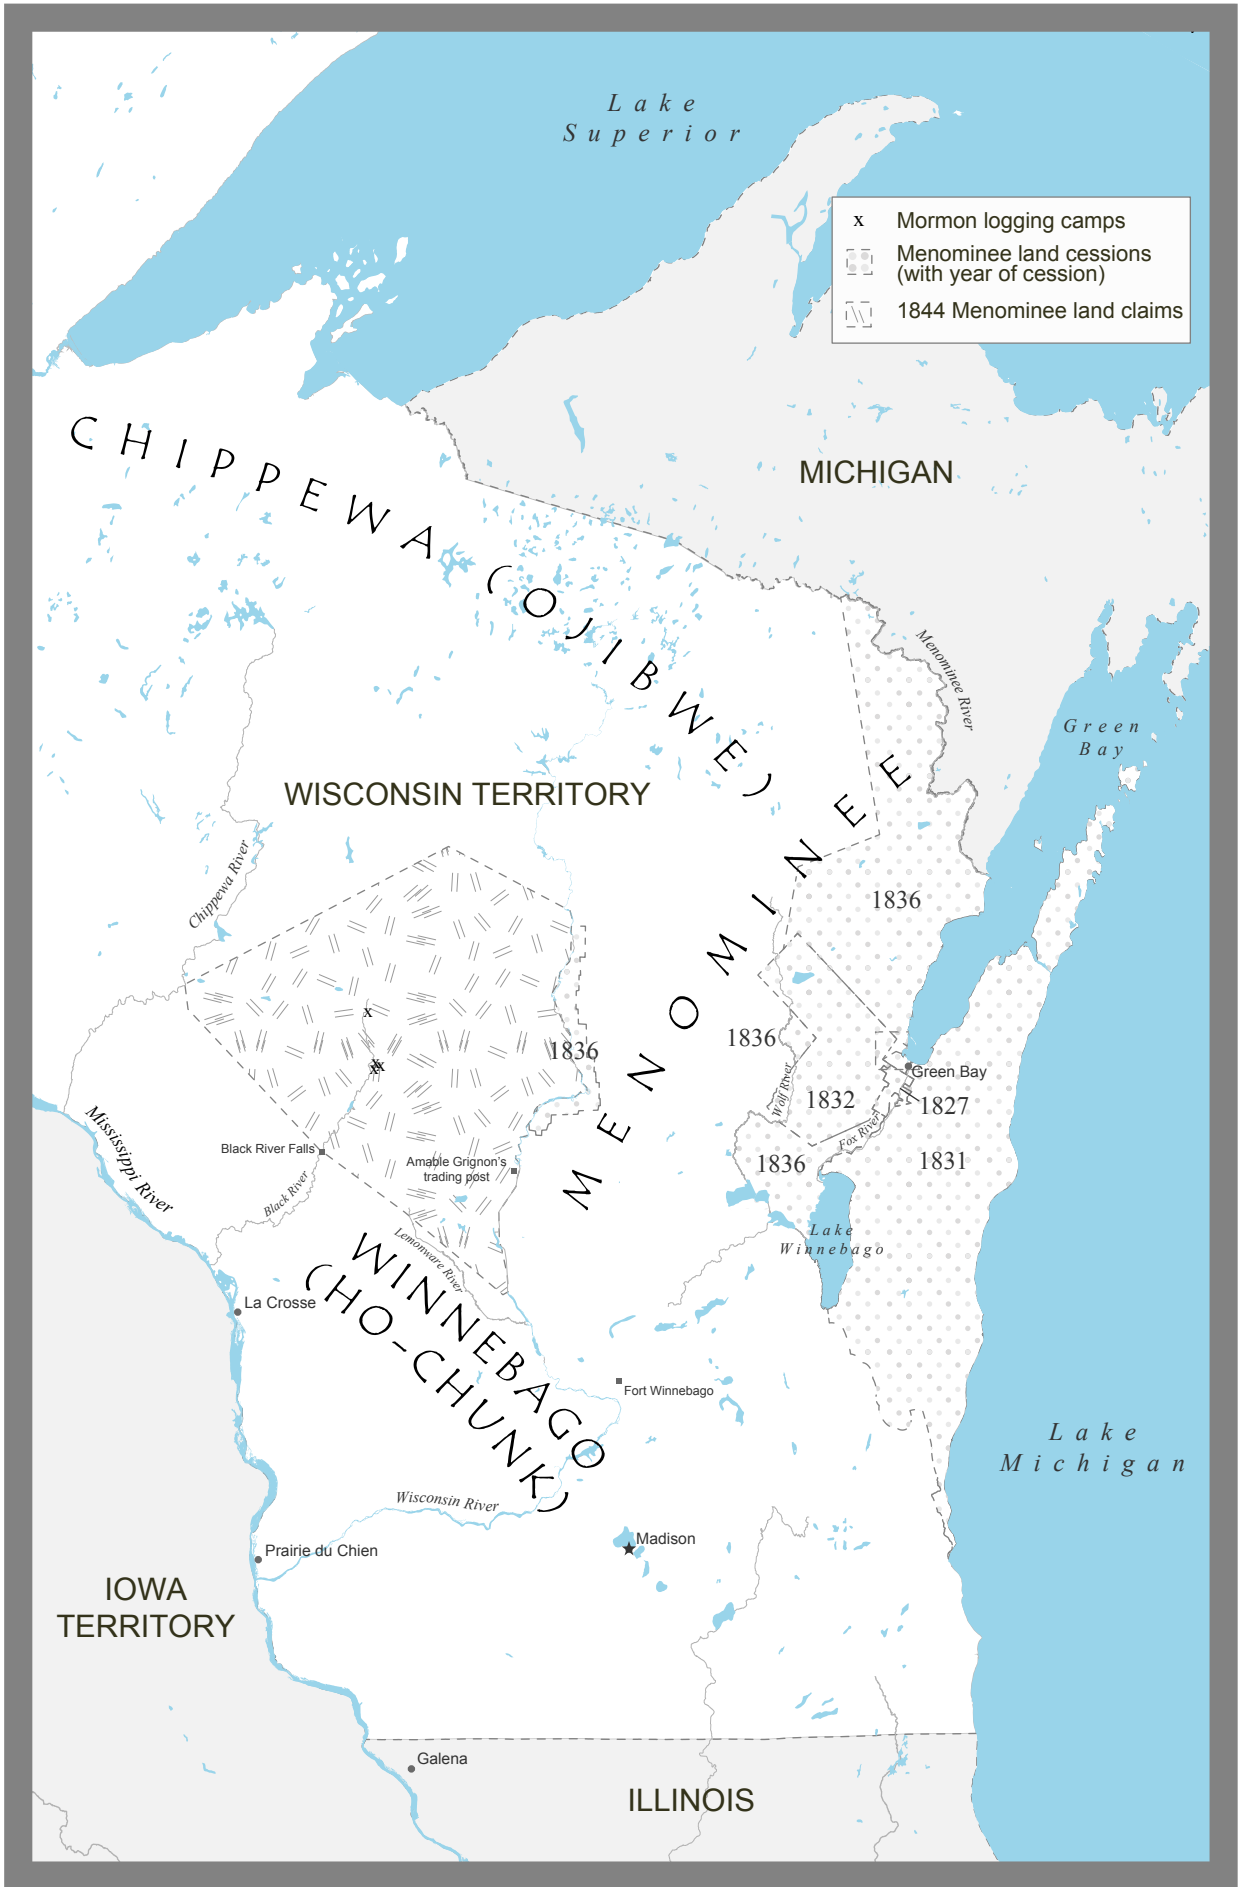 Lake
Superior
x Mormon logging camps
Menominee land cessions
(with year of cession)
1844 Menominee land claims
CHIPPEWA (OJIBWE)
MICHIGAN
Menominee River
Green
Bay
WISCONSIN TERRITORY
MENOMINEE
Chippewa River
1836
x
1836
1836
xx
x
Green Bay
Wolf River
1832
1827
Fox River
Mississippi River
Black River Falls
Amable Grignon's
trading post
1836
1831
Black River
Lemonware River
Lake
Winnebago
WINNEBAGO
(HO-CHUNK)
La Crosse
Fort Winnebago
Lake
Michigan
Wisconsin River
Madison
Prairie du Chien
IOWA
TERRITORY
Galena
ILLINOIS